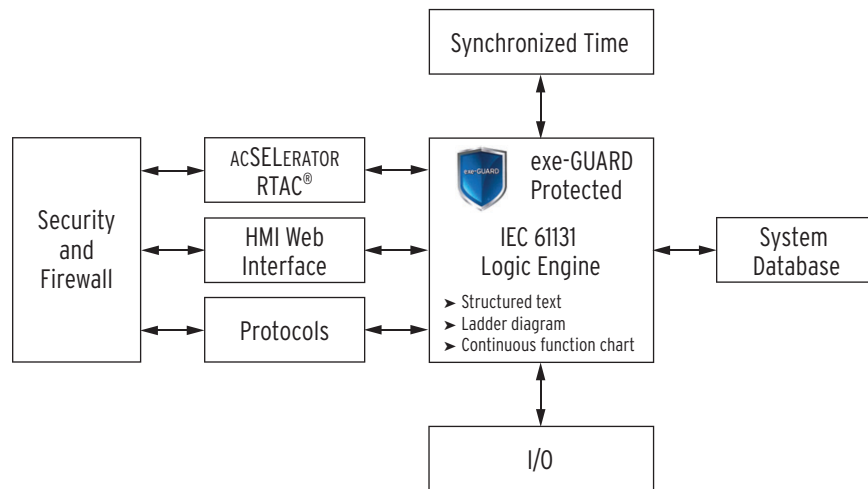 Synchronized Time
Security
and
Firewall
ACSELERATOR
RTAC®
HMI Web
Interface
Protocols
exe-GUARD
exe-GUARD
Protected
IEC 61131
Logic Engine
➤ Structured text
➤ Ladder diagram
➤ Continuous function chart
System
Database
I/O